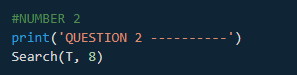 #NUMBER 2
print('QUESTION 2 ----------')
Search(T, 8)